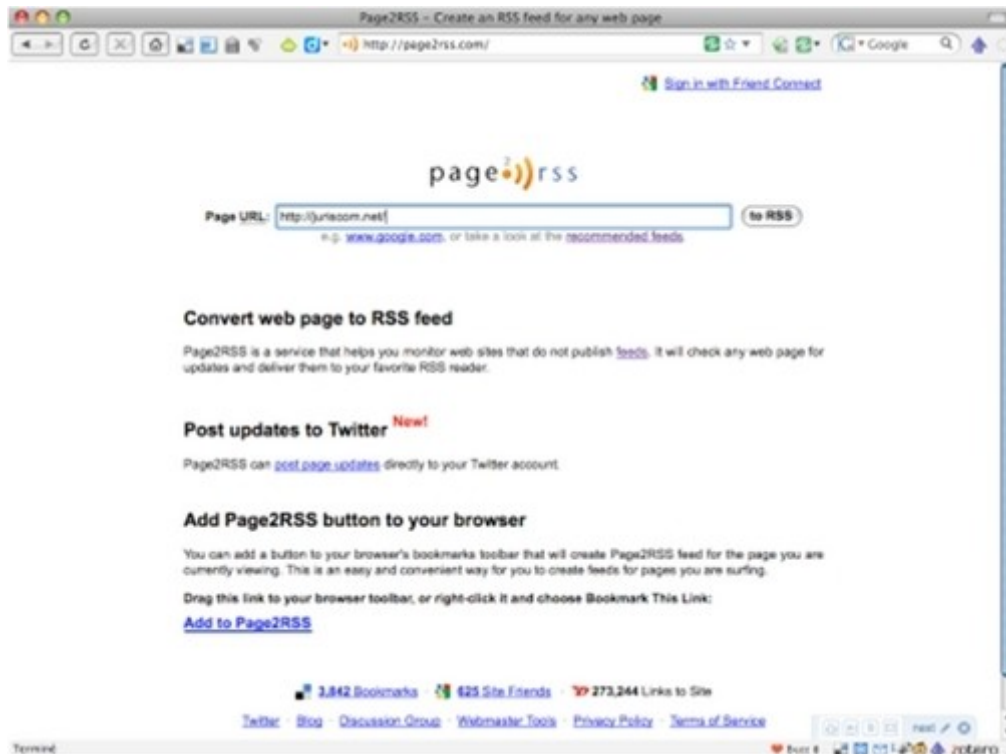 Page2RSS – Create an RSS feed for any web page
http://page2rss.com/
Google
Sign in with Friend Connect
page2rss
Page URL: http://juriscom.net/ to RSS
e.g. www.google.com, or take a look at the recommended feeds.
Convert web page to RSS feed
Page2RSS is a service that helps you monitor web sites that do not publish feeds. It will check any web page for
updates and deliver them to your favorite RSS reader.
Post updates to Twitter New!
Page2RSS can post page updates directly to your Twitter account.
Add Page2RSS button to your browser
You can add a button to your browser's bookmarks toolbar that will create Page2RSS feed for the page you are
currently viewing. This is an easy and convenient way for you to create feeds for pages you are surfing.
Drag this link to your browser toolbar, or right-click it and choose Bookmark This Link:
Add to Page2RSS
3,842 Bookmarks 625 Site Friends 273,244 Links to Site
Twitter Blog Discussion Group Webmaster Tools Privacy Policy Terms of Service
next
Terminé
zotero